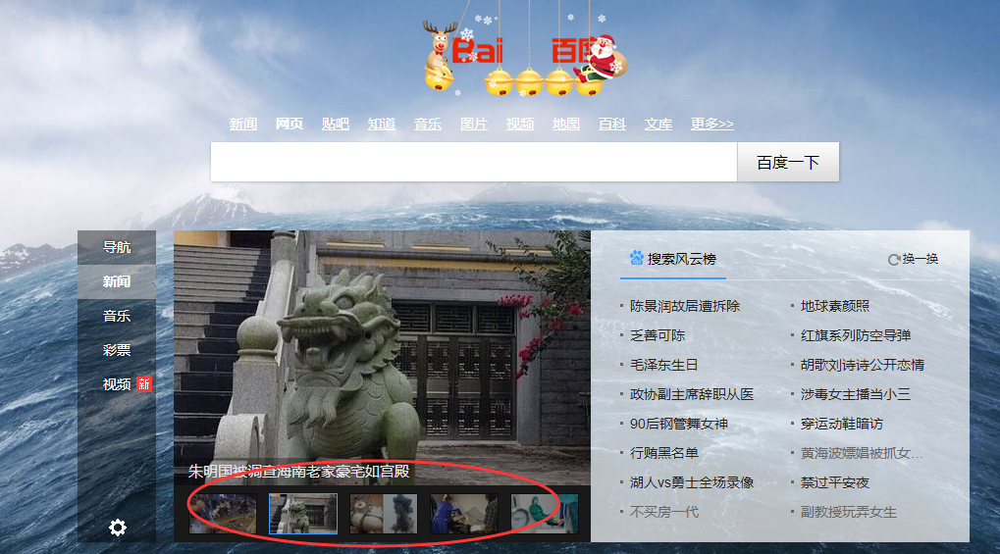 Bai 百度
新闻 网页 贴吧 知道 音乐 图片 视频 地图 百科 文库 更多>>
百度一下
导航
新闻
音乐
彩票
视频 新
朱明国被调查海南老家豪宅如宫殿
搜索风云榜 换一换
陈景润故居遭拆除 地球素颜照
乏善可陈 红旗系列防空导弹
毛泽东生日 胡歌刘诗诗公开恋情
政协副主席辞职从医 涉毒女主播当小三
90后钢管舞女神 穿运动鞋暗访
行贿黑名单 黄海波嫖娼被抓女...
湖人vs勇士全场录像 禁过平安夜
不买房一代 副教授玩弄女生